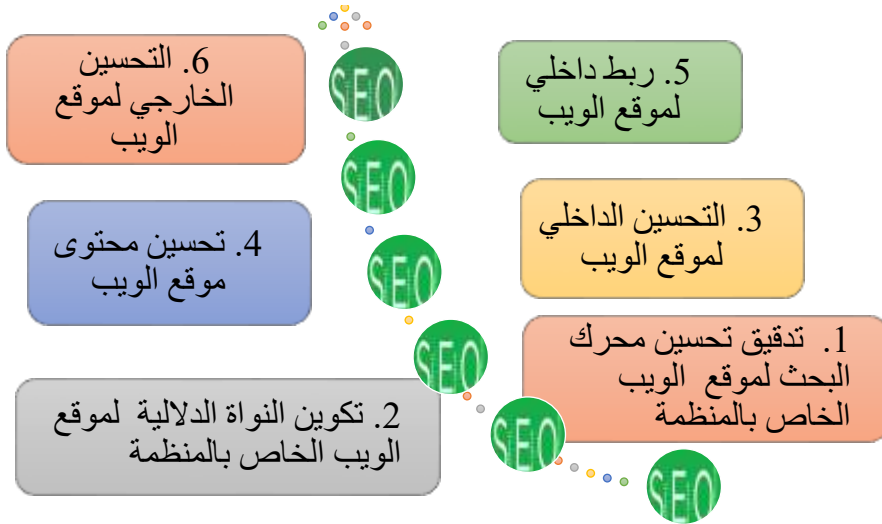 1. تدقيق تحسين محرك
البحث لموقع الويب
الخاص بالمنظمة
2. تكوين النواة الدلالية لموقع
الويب الخاص بالمنظمة
3. التحسين الداخلي
لموقع الويب
4. تحسين محتوى
موقع الويب
5. ربط داخلي
لموقع الويب
6. التحسين
الخارجي لموقع
الويب
SEO
SEO
SEO
SEO
SEO
SEO